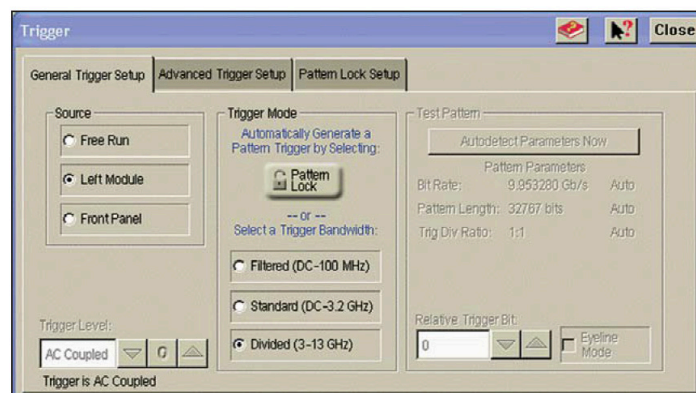 Trigger
Close
General Trigger Setup
Advanced Trigger Setup
Pattern Lock Setup
Source
Free Run
Left Module
Front Panel
Trigger Level:
AC Coupled
0
Trigger is AC Coupled
Trigger Mode
Automatically Generate a
Pattern Trigger by Selecting:
Pattern
Lock
-- or --
Select a Trigger Bandwidth:
Filtered (DC-100 MHz)
Standard (DC-3.2 GHz)
Divided (3-13 GHz)
Test Pattern
Autodetect Parameters Now
Pattern Parameters
Bit Rate: 9.953280 Gb/s Auto
Pattern Length: 32767 bits Auto
Trig Div Ratio: 1:1 Auto
Relative Trigger Bit:
0
Eyeline
Mode